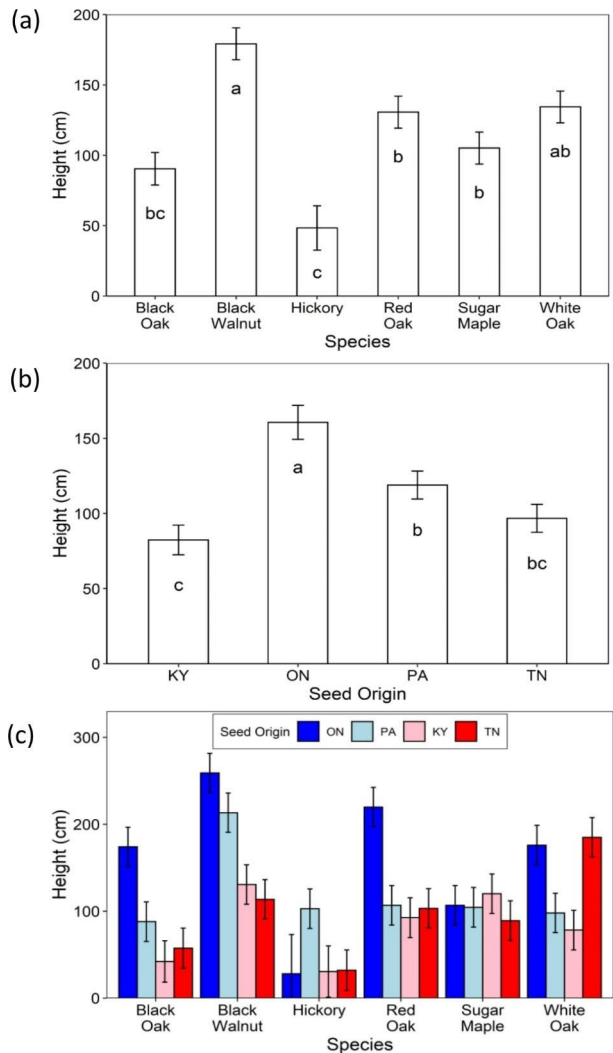 (a)
200
150
100
50
0
Height (cm)
bc
a
c
b
b
ab
Black Oak
Black Walnut
Hickory
Red Oak
Sugar Maple
White Oak
Species
(b)
200
150
100
50
0
Height (cm)
c
a
b
bc
KY
ON
PA
TN
Seed Origin
(c)
Seed Origin ON PA KY TN
300
200
100
0
Height (cm)
Black Oak
Black Walnut
Hickory
Red Oak
Sugar Maple
White Oak
Species